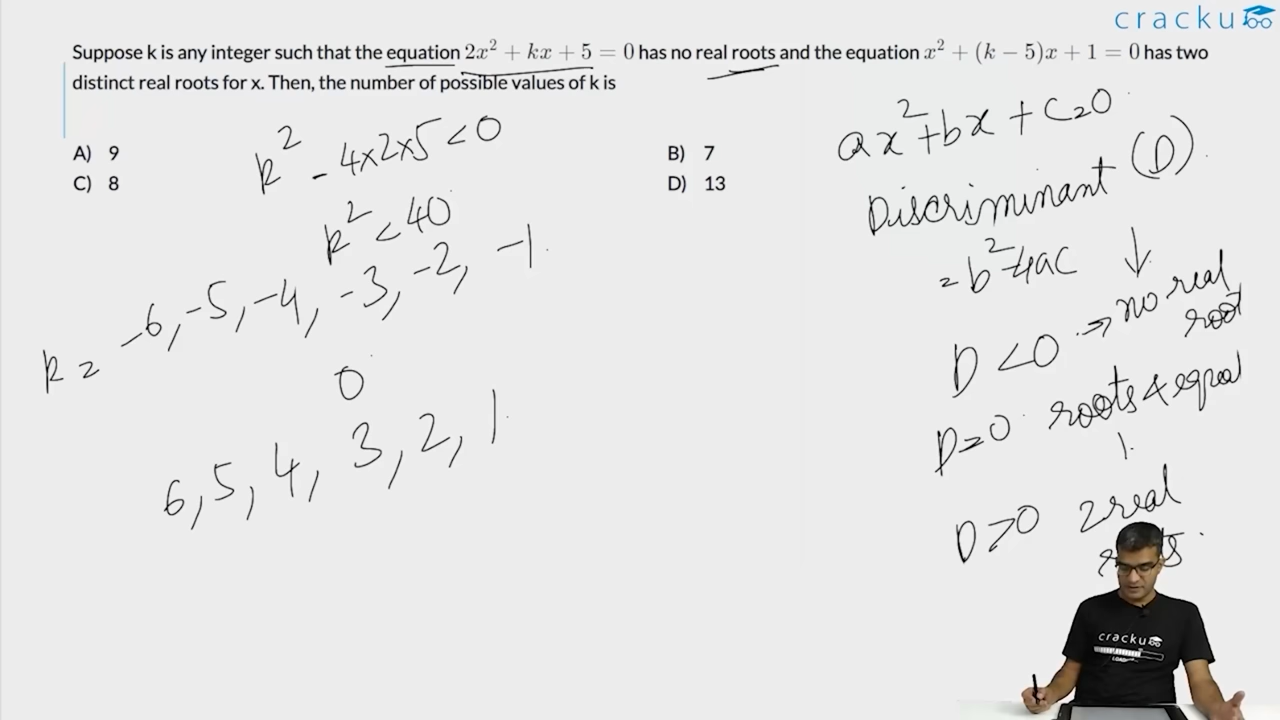 cracku
Suppose k is any integer such that the equation 2x² + kx + 5 = 0 has no real roots and the equation x² + (k − 5)x + 1 = 0 has two
distinct real roots for x. Then, the number of possible values of k is
A) 9
B) 7
C) 8
D) 13
k² - 4x2x5 < 0
k² < 40
k = -6, -5, -4, -3, -2, -1
0
6, 5, 4, 3, 2, 1
ax² + bx + c = 0
Discriminant (D)
= b² - 4ac
D < 0 → no real
root
D = 0 roots & equal
D > 0 2 real
cracku
LOADING...